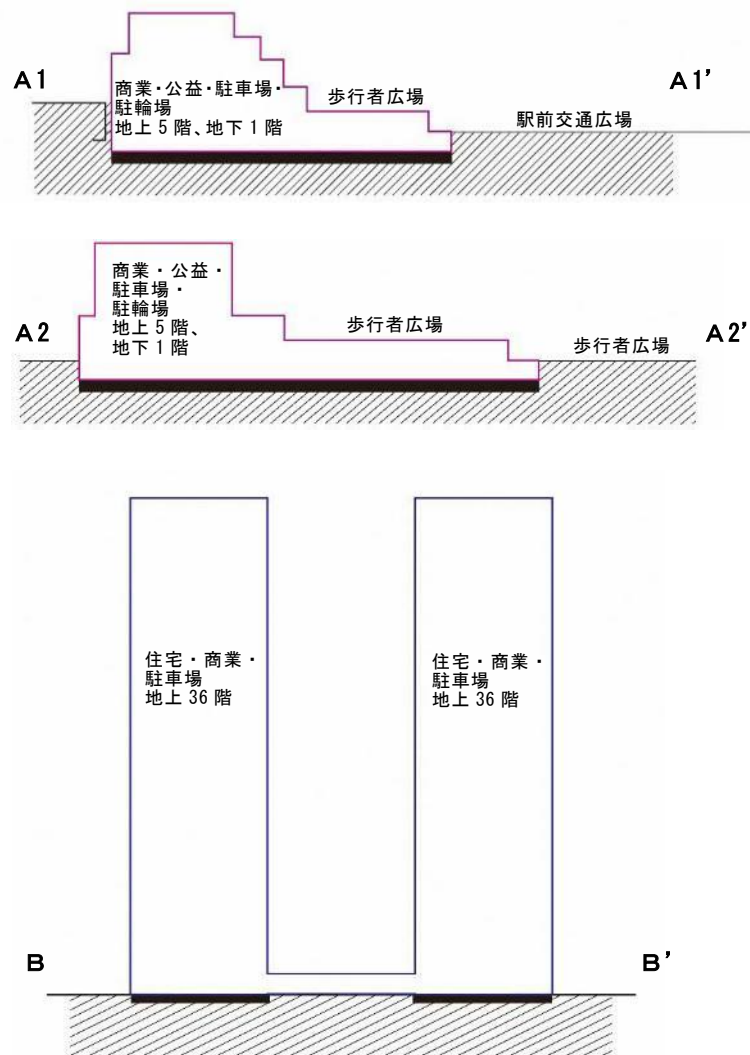 A1
商業・公益・駐車場・
駐輪場
地上 5 階、地下 1 階
歩行者広場
A1'
駅前交通広場
A2
商業・公益・
駐車場・
駐輪場
地上 5 階、
地下 1 階
歩行者広場
歩行者広場
A2'
住宅・商業・
駐車場
地上 36 階
住宅・商業・
駐車場
地上 36 階
B
B'